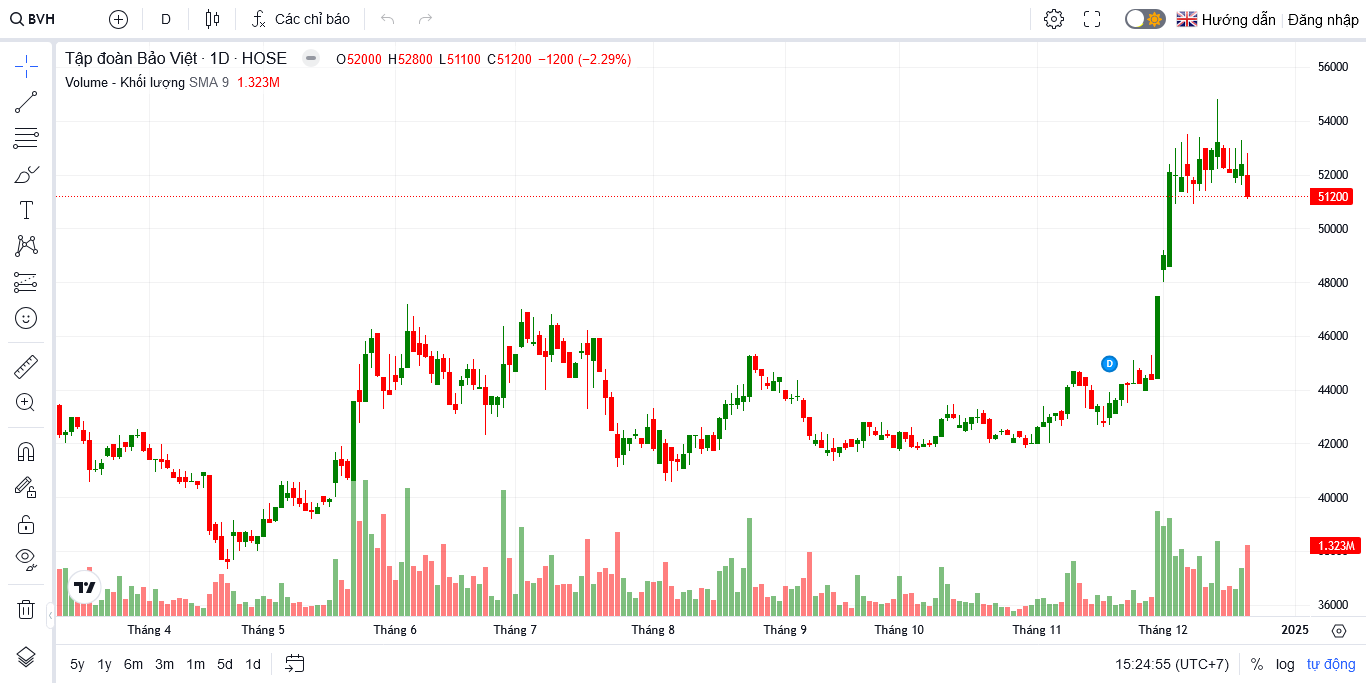 BVH D Các chỉ báo Hướng dẫn Đăng nhập
Tập đoàn Bảo Việt · 1D · HOSE O52000 H52800 L51100 C51200 −1200 (−2.29%)
Volume - Khối lượng SMA 9 1.323M
56000
54000
52000
51200
50000
48000
46000
D
44000
42000
40000
1.323M
36000
Tháng 4 Tháng 5 Tháng 6 Tháng 7 Tháng 8 Tháng 9 Tháng 10 Tháng 11 Tháng 12 2025
5y 1y 6m 3m 1m 5d 1d 15:24:55 (UTC+7) % log tự động